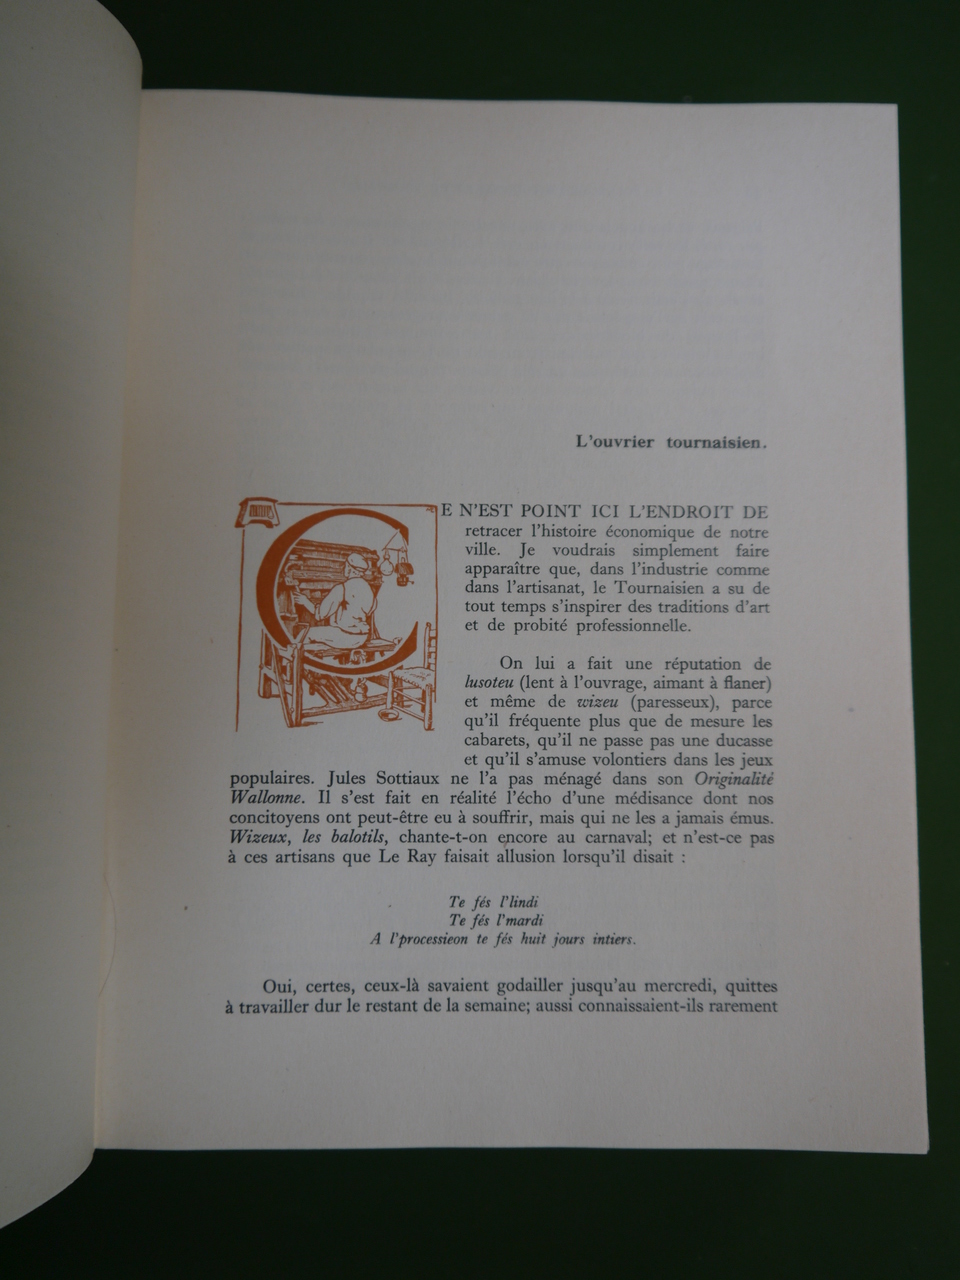 L'ouvrier tournaisien.
CE N'EST POINT ICI L'ENDROIT DE
retracer l'histoire économique de notre
ville. Je voudrais simplement faire
apparaître que, dans l'industrie comme
dans l'artisanat, le Tournaisien a su de
tout temps s'inspirer des traditions d'art
et de probité professionnelle.
On lui a fait une réputation de
lusoteu (lent à l'ouvrage, aimant à flaner)
et même de wizeu (paresseux), parce
qu'il fréquente plus que de mesure les
cabarets, qu'il ne passe pas une ducasse
et qu'il s'amuse volontiers dans les jeux
populaires. Jules Sottiaux ne l'a pas ménagé dans son Originalité
Wallonne. Il s'est fait en réalité l'écho d'une médisance dont nos
concitoyens ont peut-être eu à souffrir, mais qui ne les a jamais émus.
Wizeux, les balotils, chante-t-on encore au carnaval; et n'est-ce pas
à ces artisans que Le Ray faisait allusion lorsqu'il disait :
Te fés l'lindi
Te fés l'mardi
A l'processieon te fés huit jours intiers.
Oui, certes, ceux-là savaient godailler jusqu'au mercredi, quittes
à travailler dur le restant de la semaine; aussi connaissaient-ils rarement